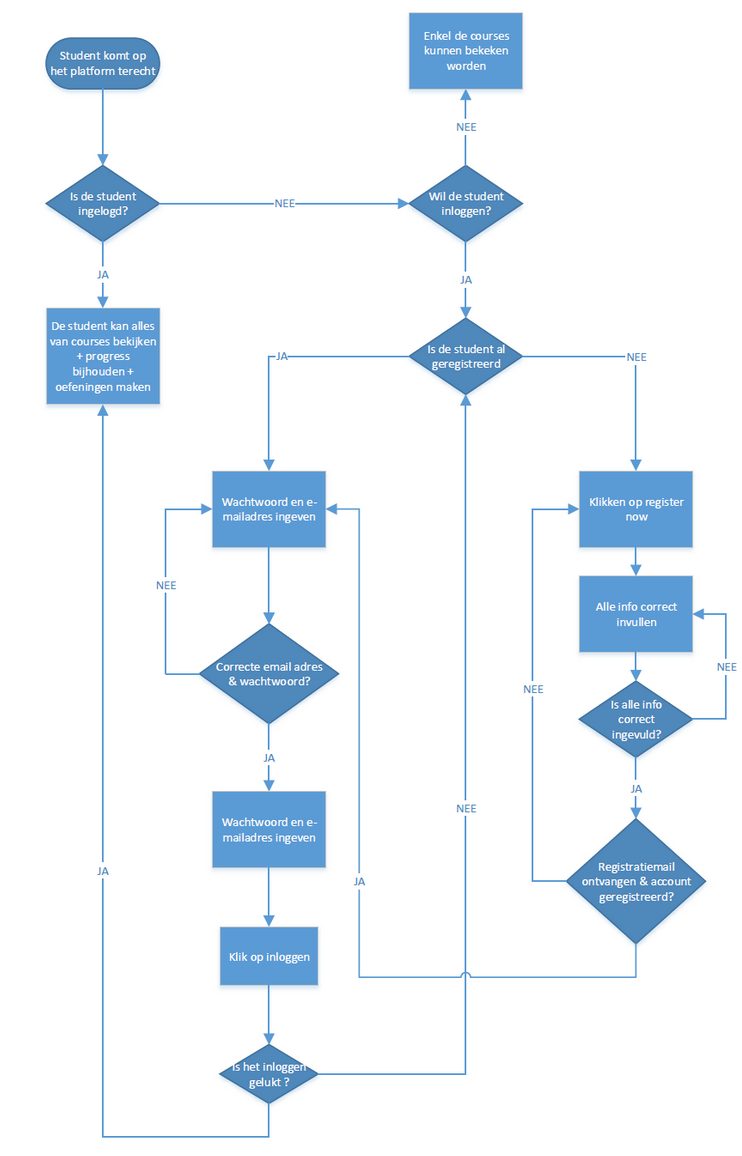 Student komt op
het platform terecht
Enkel de courses
kunnen bekeken
worden
NEE
Is de student
ingelogd?
NEE
Wil de student
inloggen?
JA
JA
De student kan alles
van courses bekijken
+ progress
bijhouden +
oefeningen maken
Is de student al
geregistreerd
JA
NEE
Wachtwoord en e-
mailadres ingeven
Klikken op register
now
NEE
Alle info correct
invullen
Correcte email adres
& wachtwoord?
NEE
NEE
Is alle info
correct
ingevuld?
JA
JA
Wachtwoord en e-
mailadres ingeven
NEE
JA
JA
Registratiemail
ontvangen & account
geregistreerd?
Klik op inloggen
Is het inloggen
gelukt ?